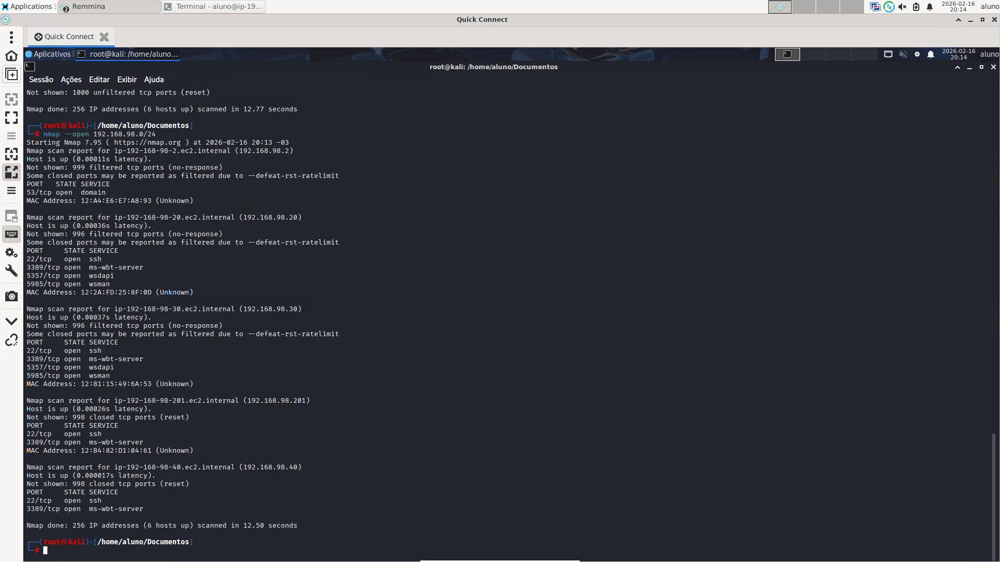 Applications
2
Remmina
Terminal - aluno@ip-19...
2026-02-16
20:14
aluno
Quick Connect
Quick Connect
Aplicativos
root@kali: /home/aluno...
2026-02-16
20:14
aluno
root@kali: /home/aluno/Documentos
Sessão Ações Editar Exibir Ajuda
Not shown: 1000 unfiltered tcp ports (reset)
Nmap done: 256 IP addresses (6 hosts up) scanned in 12.77 seconds
┌──(root㉿kali)-[/home/aluno/Documentos]
└─# nmap --open 192.168.98.0/24
Starting Nmap 7.95 ( https://nmap.org ) at 2026-02-16 20:13 -03
Nmap scan report for ip-192-168-98-2.ec2.internal (192.168.98.2)
Host is up (0.00011s latency).
Not shown: 999 filtered tcp ports (no-response)
Some closed ports may be reported as filtered due to --defeat-rst-ratelimit
PORT   STATE SERVICE
53/tcp open  domain
MAC Address: 12:A4:E6:E7:A8:93 (Unknown)
Nmap scan report for ip-192-168-98-20.ec2.internal (192.168.98.20)
Host is up (0.00036s latency).
Not shown: 996 filtered tcp ports (no-response)
Some closed ports may be reported as filtered due to --defeat-rst-ratelimit
PORT     STATE SERVICE
22/tcp   open  ssh
3389/tcp open  ms-wbt-server
5357/tcp open  wsdapi
5985/tcp open  wsman
MAC Address: 12:2A:FD:25:8F:0D (Unknown)
Nmap scan report for ip-192-168-98-30.ec2.internal (192.168.98.30)
Host is up (0.00037s latency).
Not shown: 996 filtered tcp ports (no-response)
Some closed ports may be reported as filtered due to --defeat-rst-ratelimit
PORT     STATE SERVICE
22/tcp   open  ssh
3389/tcp open  ms-wbt-server
5357/tcp open  wsdapi
5985/tcp open  wsman
MAC Address: 12:81:15:49:6A:53 (Unknown)
Nmap scan report for ip-192-168-98-201.ec2.internal (192.168.98.201)
Host is up (0.00026s latency).
Not shown: 998 closed tcp ports (reset)
PORT     STATE SERVICE
22/tcp   open  ssh
3389/tcp open  ms-wbt-server
MAC Address: 12:B4:82:D1:04:61 (Unknown)
Nmap scan report for ip-192-168-98-40.ec2.internal (192.168.98.40)
Host is up (0.000017s latency).
Not shown: 998 closed tcp ports (reset)
PORT     STATE SERVICE
22/tcp   open  ssh
3389/tcp open  ms-wbt-server
Nmap done: 256 IP addresses (6 hosts up) scanned in 12.50 seconds
┌──(root㉿kali)-[/home/aluno/Documentos]
└─#